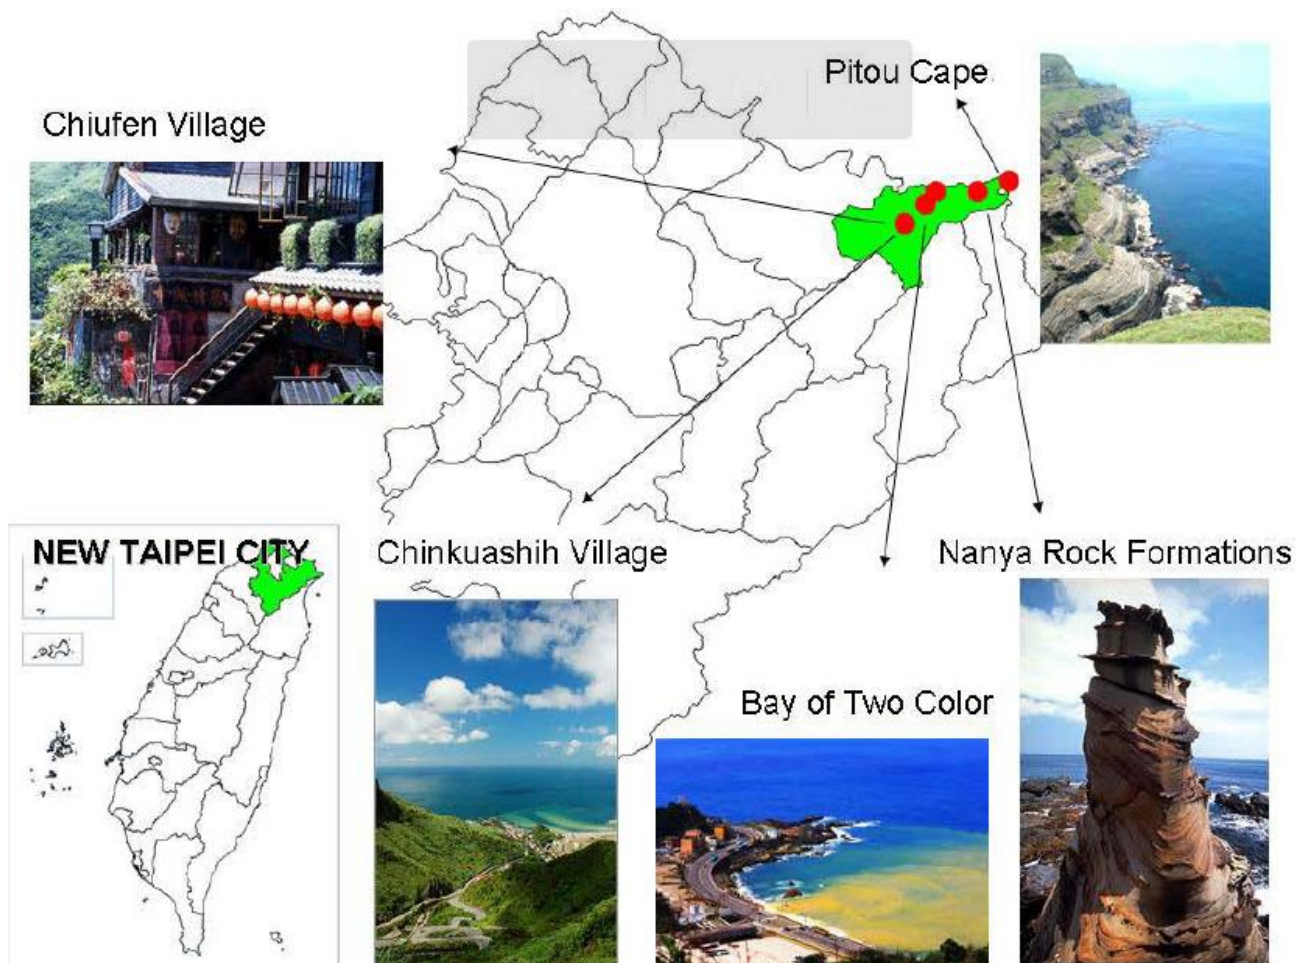 Pitou Cape
Chiufen Village
NEW TAIPEI CITY
Chinkuashih Village
Nanya Rock Formations
Bay of Two Color